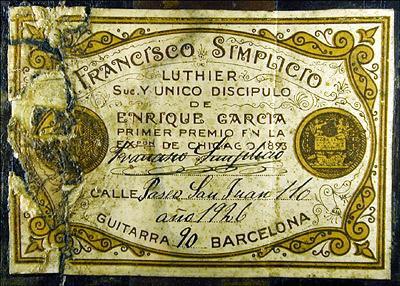 FRANCISCO SIMPLICIO
LUTHIER
SUC. Y UNICO DISCIPULO
DE
ENRIQUE GARCIA
PRIMER PREMIO EN LA
EXPON DE CHICAGO 1893
Francisco Simplicio
CALLE Paseo San Juan 110
año 1926
GUITARRA 90 BARCELONA